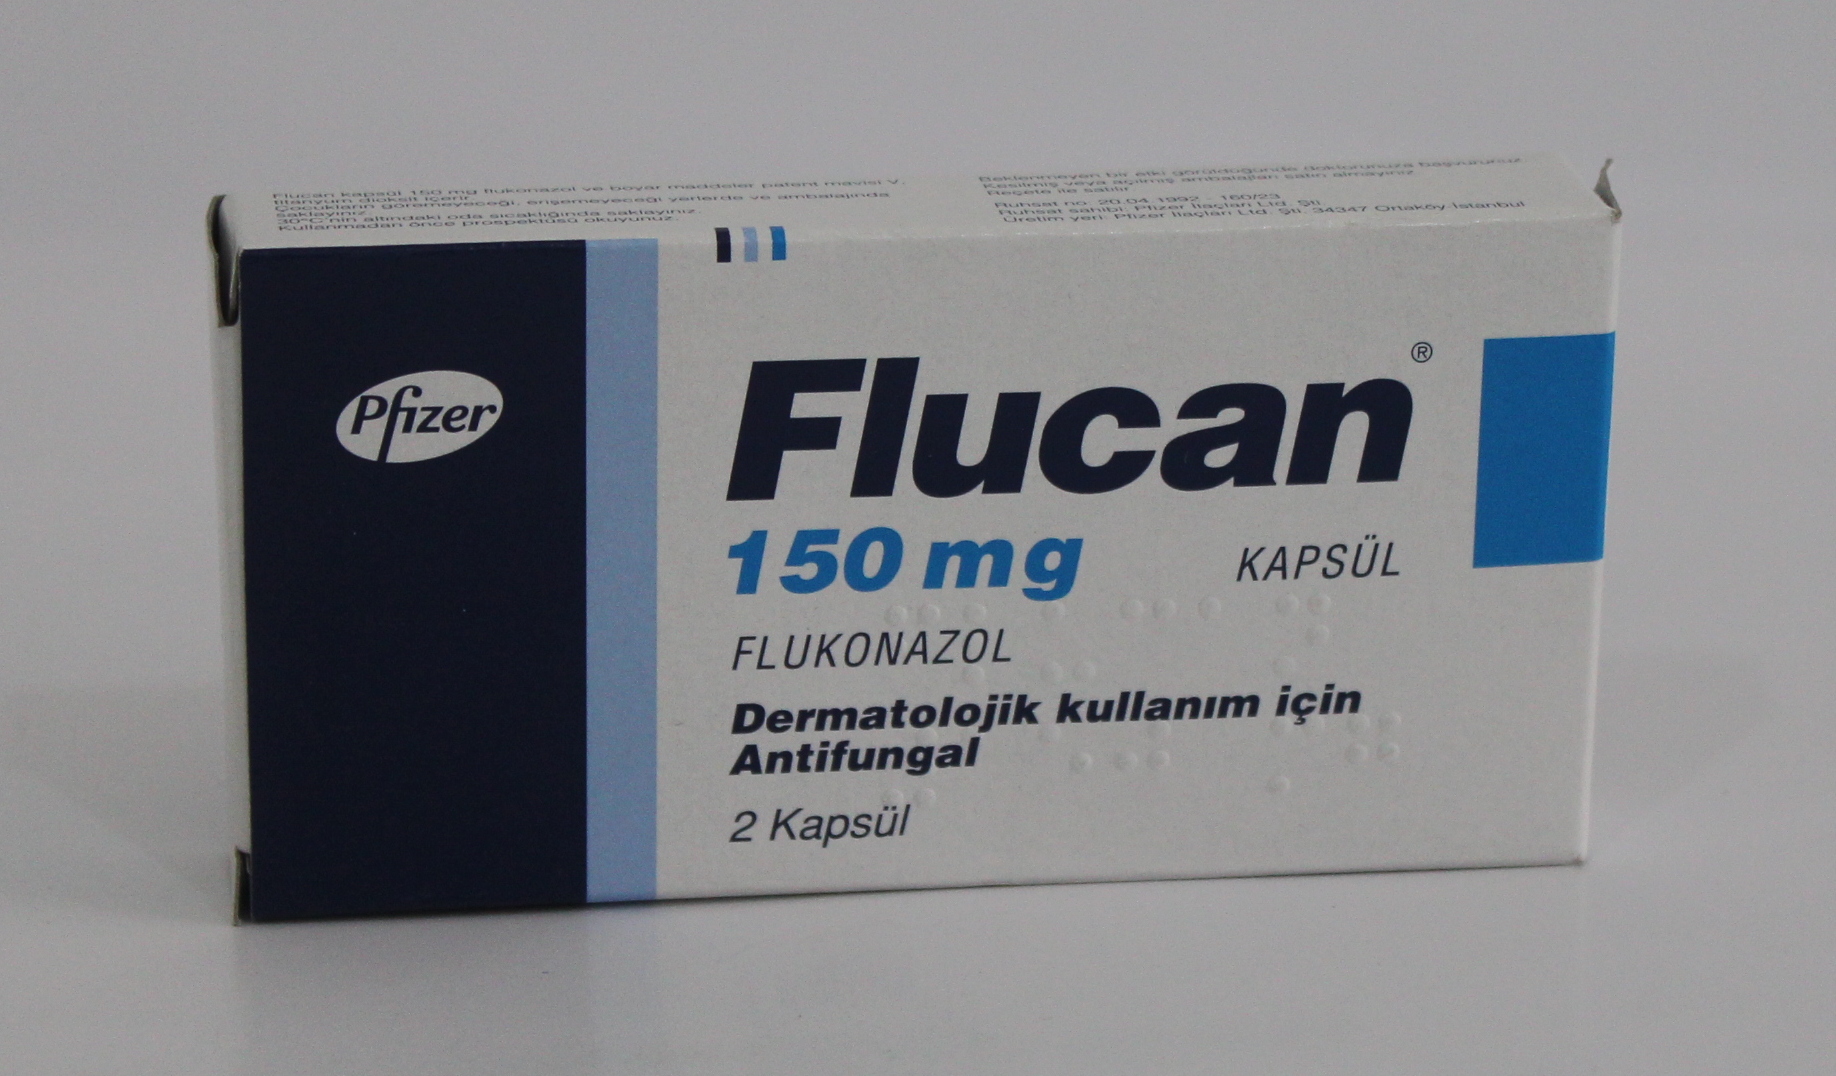 Flucan kapsül 150 mg flukonazol ve boyar maddeler patent mavisi V,
titanyum dioksit içerir.
Çocukların göremeyeceği, erişemeyeceği yerlerde ve ambalajında
saklayınız.
30°C'nin altındaki oda sıcaklığında saklayınız.
Kullanmadan önce prospektüsü okuyunuz.
Beklenmeyen bir etki görüldüğünde doktorunuza başvurunuz
Kesilmiş veya açılmış ambalajları satın almayınız
Reçete ile satılır
Ruhsat no: 20.04.1992 - 160/23
Ruhsat sahibi: Pfizer İlaçları Ltd. Şti.
Üretim yeri: Pfizer İlaçları Ltd. Şti. 34347 Ortaköy-İstanbul
Pfizer
Flucan®
150 mg KAPSÜL
FLUKONAZOL
Dermatolojik kullanım için
Antifungal
2 Kapsül